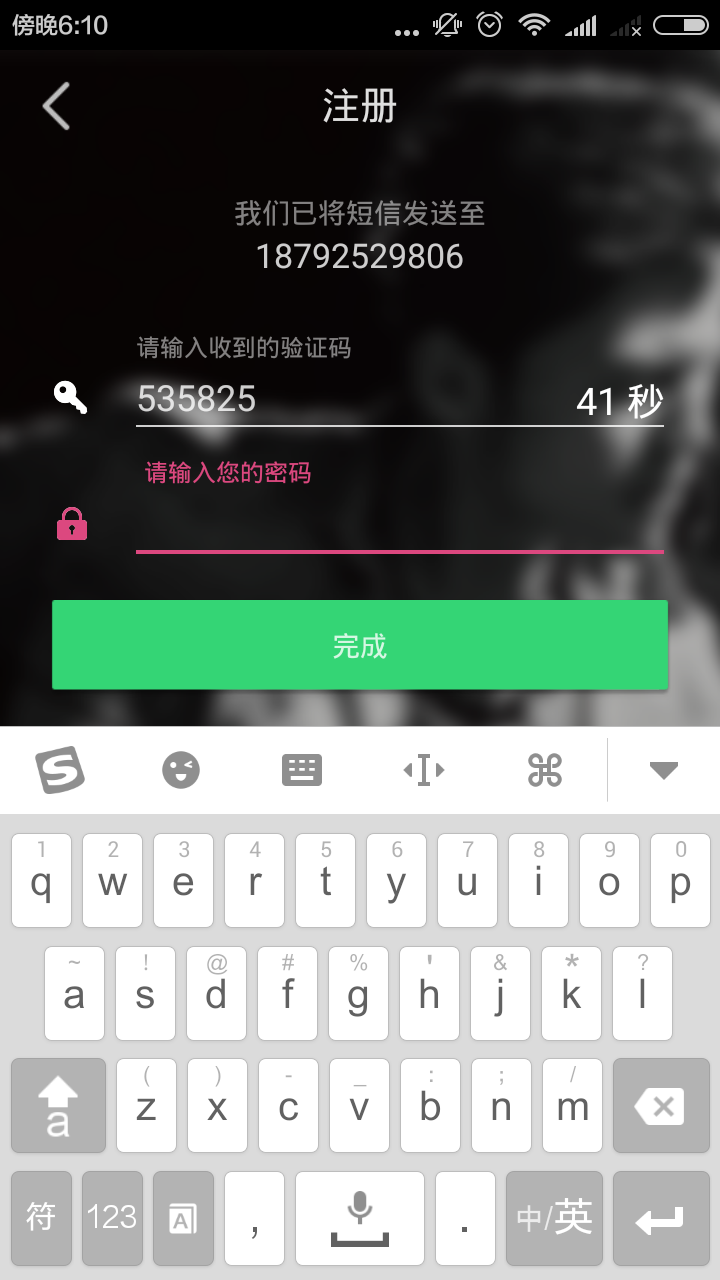 傍晚6:10
注册
我们已将短信发送至
18792529806
请输入收到的验证码
535825 41 秒
请输入您的密码
完成
S
1 2 3 4 5 6 7 8 9 0
q w e r t y u i o p
~ ! @ # % ' & * ?
a s d f g h j k l
( ) - _ : ; /
a z x c v b n m
符 123 A , . 中/英